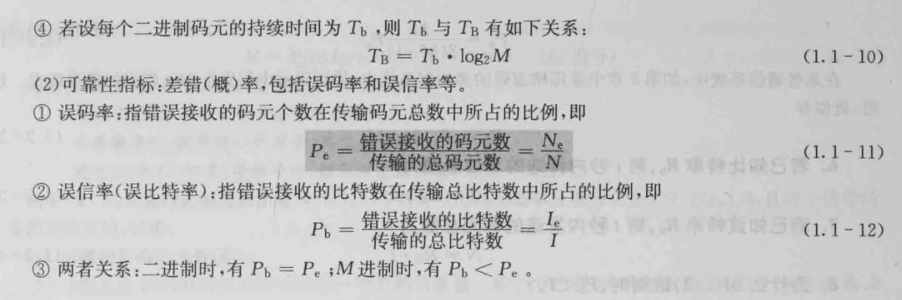 ④ 若设每个二进制码元的持续时间为 T_b,则 T_b 与 T_B 有如下关系:
T_B = T_b · log₂M (1.1-10)
(2)可靠性指标:差错(概)率,包括误码率和误信率等。
① 误码率:指错误接收的码元个数在传输码元总数中所占的比例,即
P_e = 错误接收的码元数/传输的总码元数 = N_e/N (1.1-11)
② 误信率(误比特率):指错误接收的比特数在传输总比特数中所占的比例,即
P_b = 错误接收的比特数/传输的总比特数 = I_e/I (1.1-12)
③ 两者关系:二进制时,有 P_b = P_e ;M 进制时,有 P_b < P_e 。